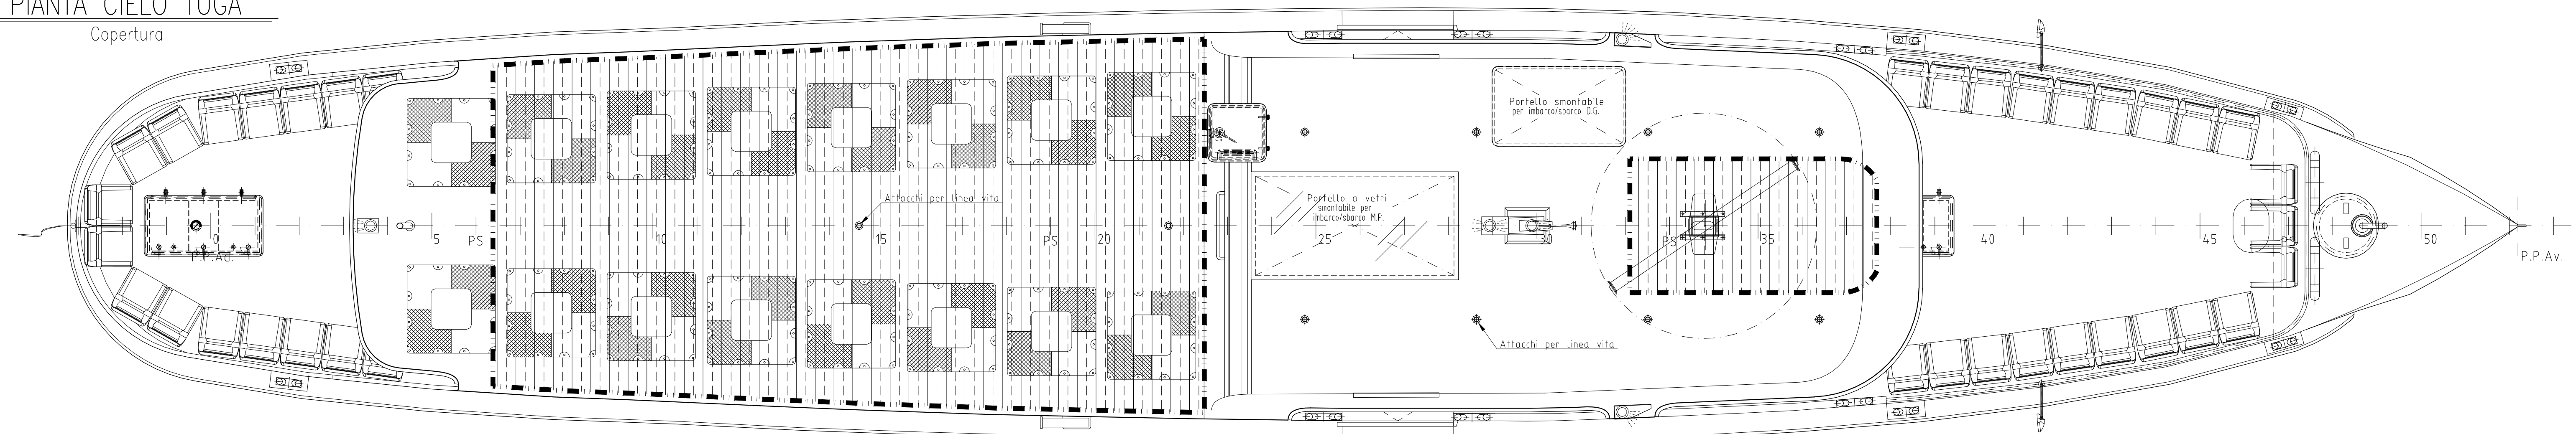 PIANTA CIELO TUGA
Copertura
Portello smontabile
per imbarco/sbarco D.G.
Attacchi per linea vita
Portello a vetri
smontabile per
imbarco/sbarco M.P.
0
P.P.Ad.
5
PS
10
15
PS
20
25
30
PS
35
40
45
50
P.P.Av.
Attacchi per linea vita